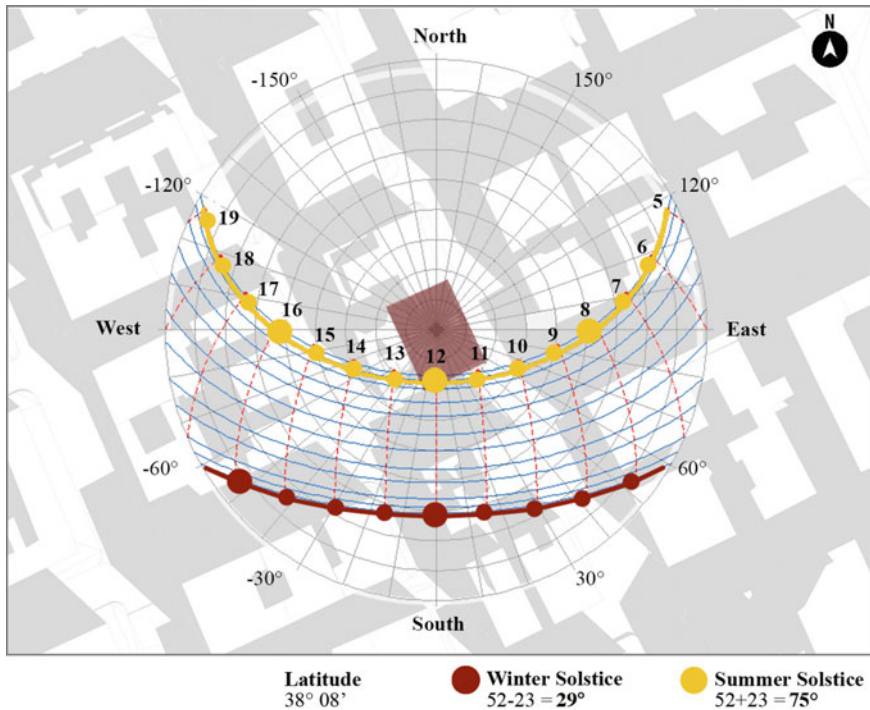 N
North
-150°
150°
-120°
120°
19
5
18
6
17
7
16
8
15
14
13
12
11
10
9
West
East
-60°
60°
-30°
30°
South
Latitude
38° 08’
Winter Solstice
52-23 = 29°
Summer Solstice
52+23 = 75°